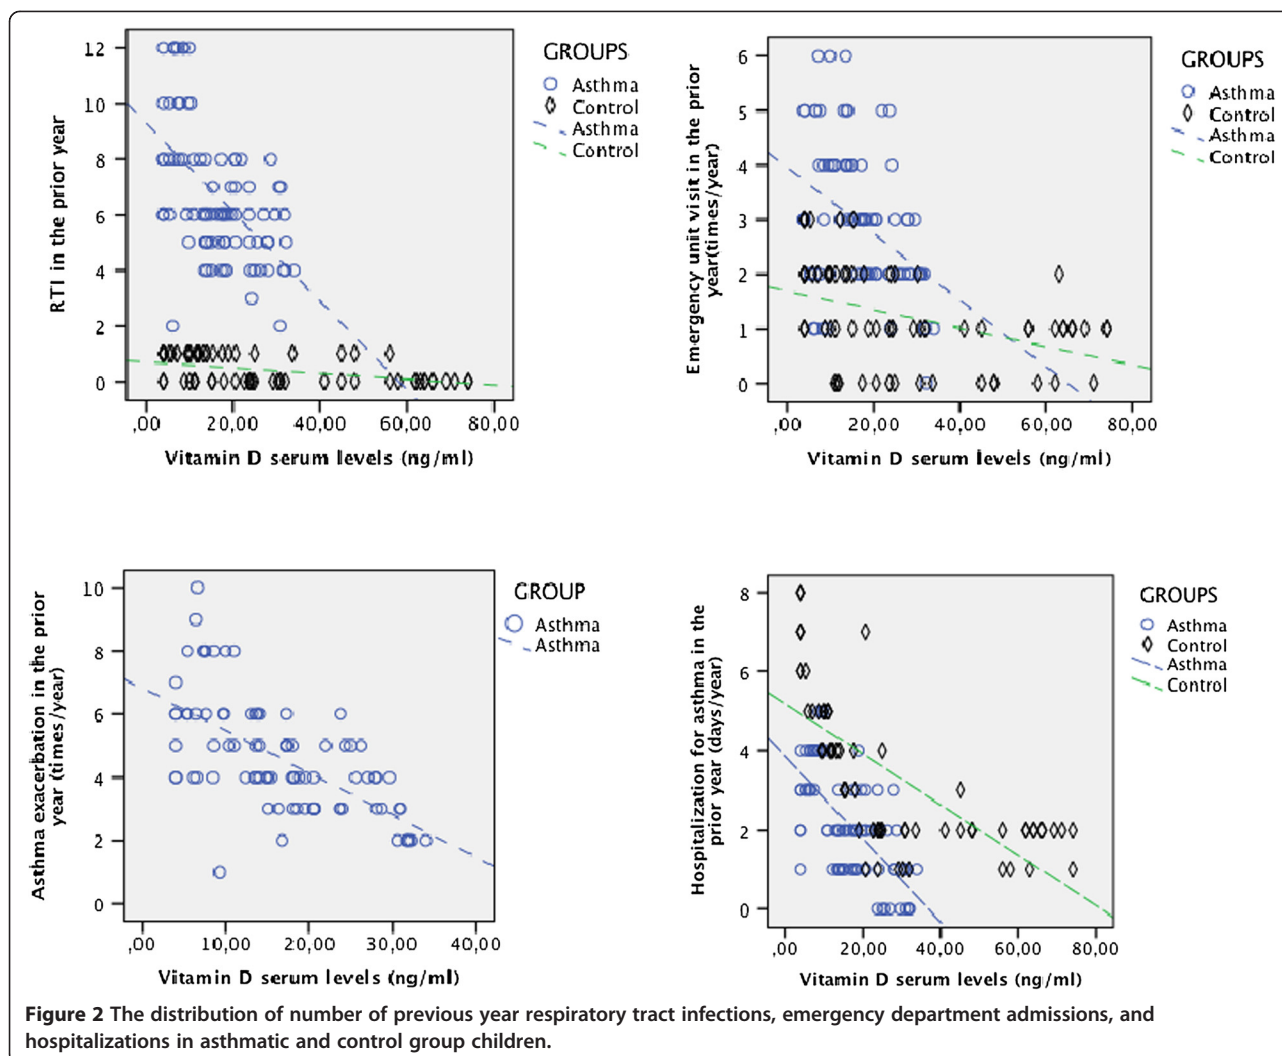 RTI in the prior year
12
10
8
6
4
2
0
,00 20,00 40,00 60,00 80,00
Vitamin D serum levels (ng/ml)
GROUPS
Asthma
Control
Asthma
Control
Emergency unit visit in the prior
year(times/year)
6
5
4
3
2
1
0
,00 20,00 40,00 60,00 80,00
Vitamin D serum levels (ng/ml)
GROUPS
Asthma
Control
Asthma
Control
Asthma exacerbation in the prior
year (times/year)
10
8
6
4
2
0
,00 10,00 20,00 30,00 40,00
Vitamin D serum levels (ng/ml)
GROUP
Asthma
Asthma
Hospitalization for asthma in the
prior year (days/year)
8
6
4
2
0
,00 20,00 40,00 60,00 80,00
Vitamin D serum levels (ng/ml)
GROUPS
Asthma
Control
Asthma
Control
Figure 2 The distribution of number of previous year respiratory tract infections, emergency department admissions, and
hospitalizations in asthmatic and control group children.